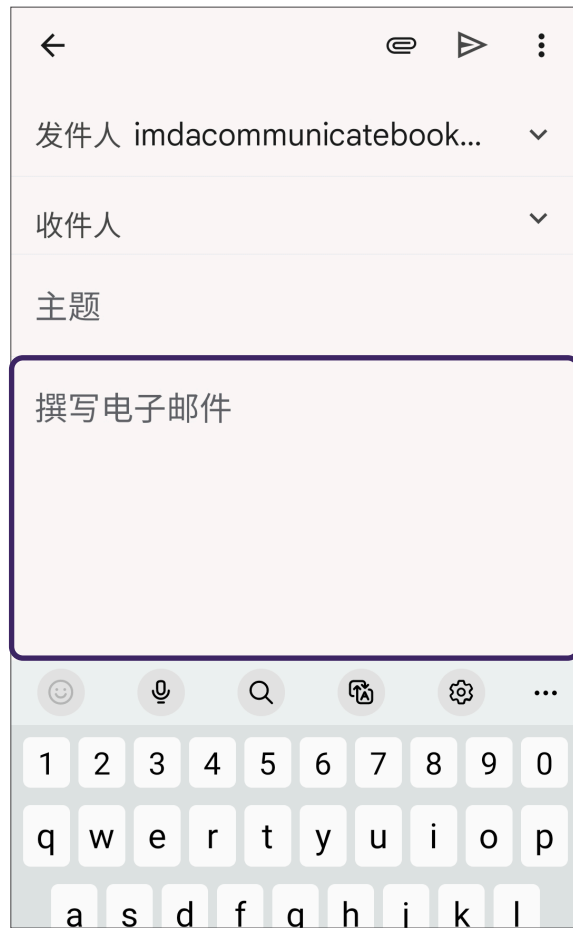 发件人 imdacommunicatebook...
收件人
主题
撰写电子邮件
1 2 3 4 5 6 7 8 9 0
q w e r t y u i o p
a s d f g h j k l